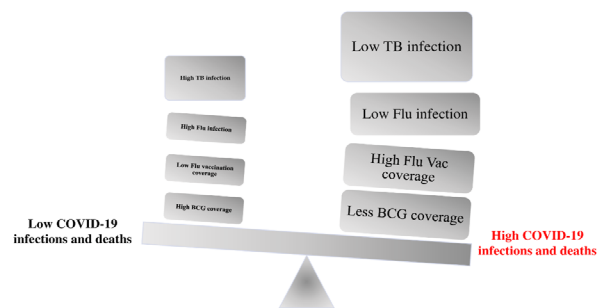 High TB infection
High Flu infection
Low Flu vaccination
coverage
High BCG coverage
Low COVID-19
infections and deaths
Low TB infection
Low Flu infection
High Flu Vac
coverage
Less BCG coverage
High COVID-19
infections and deaths